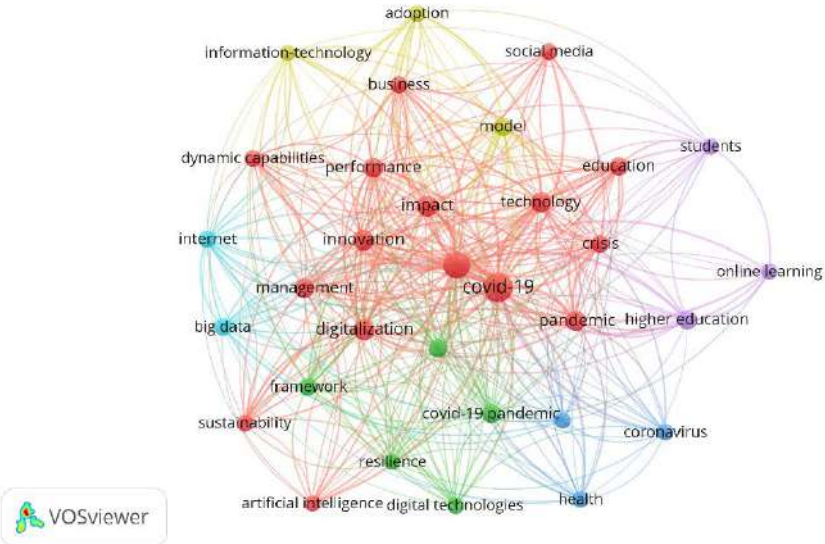 adoption
information-technology
social media
business
model
students
dynamic capabilities
performance
education
impact
technology
internet
innovation
crisis
online learning
management
covid-19
big data
digitalization
pandemic
higher education
framework
covid-19 pandemic
sustainability
coronavirus
resilience
artificial intelligence
digital technologies
health
VOSviewer